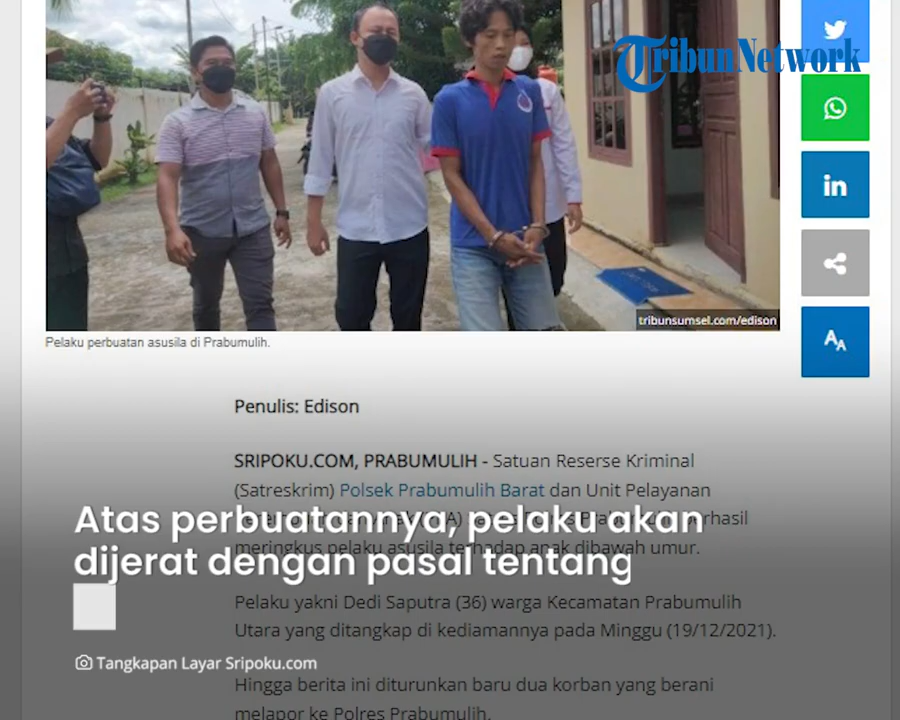 Tribun Network
tribunsumsel.com/edison
Pelaku perbuatan asusila di Prabumulih.
Penulis: Edison
SRIPOKU.COM, PRABUMULIH - Satuan Reserse Kriminal
(Satreskrim) Polsek Prabumulih Barat dan Unit Pelayanan
Atas perbuatannya, pelaku akan
dijerat dengan pasal tentang
meringkus pelaku asusila terhadap anak dibawah umur.
Pelaku yakni Dedi Saputra (36) warga Kecamatan Prabumulih
Utara yang ditangkap di kediamannya pada Minggu (19/12/2021).
Tangkapan Layar Sripoku.com
Hingga berita ini diturunkan baru dua korban yang berani
melapor ke Polres Prabumulih.